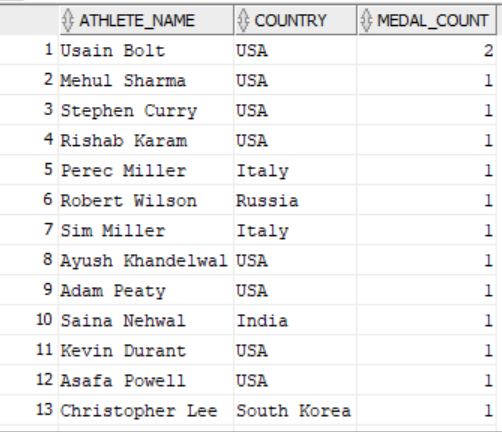 ATHLETE_NAME COUNTRY MEDAL_COUNT
1 Usain Bolt USA 2
2 Mehul Sharma USA 1
3 Stephen Curry USA 1
4 Rishab Karam USA 1
5 Perec Miller Italy 1
6 Robert Wilson Russia 1
7 Sim Miller Italy 1
8 Ayush Khandelwal USA 1
9 Adam Peaty USA 1
10 Saina Nehwal India 1
11 Kevin Durant USA 1
12 Asafa Powell USA 1
13 Christopher Lee South Korea 1